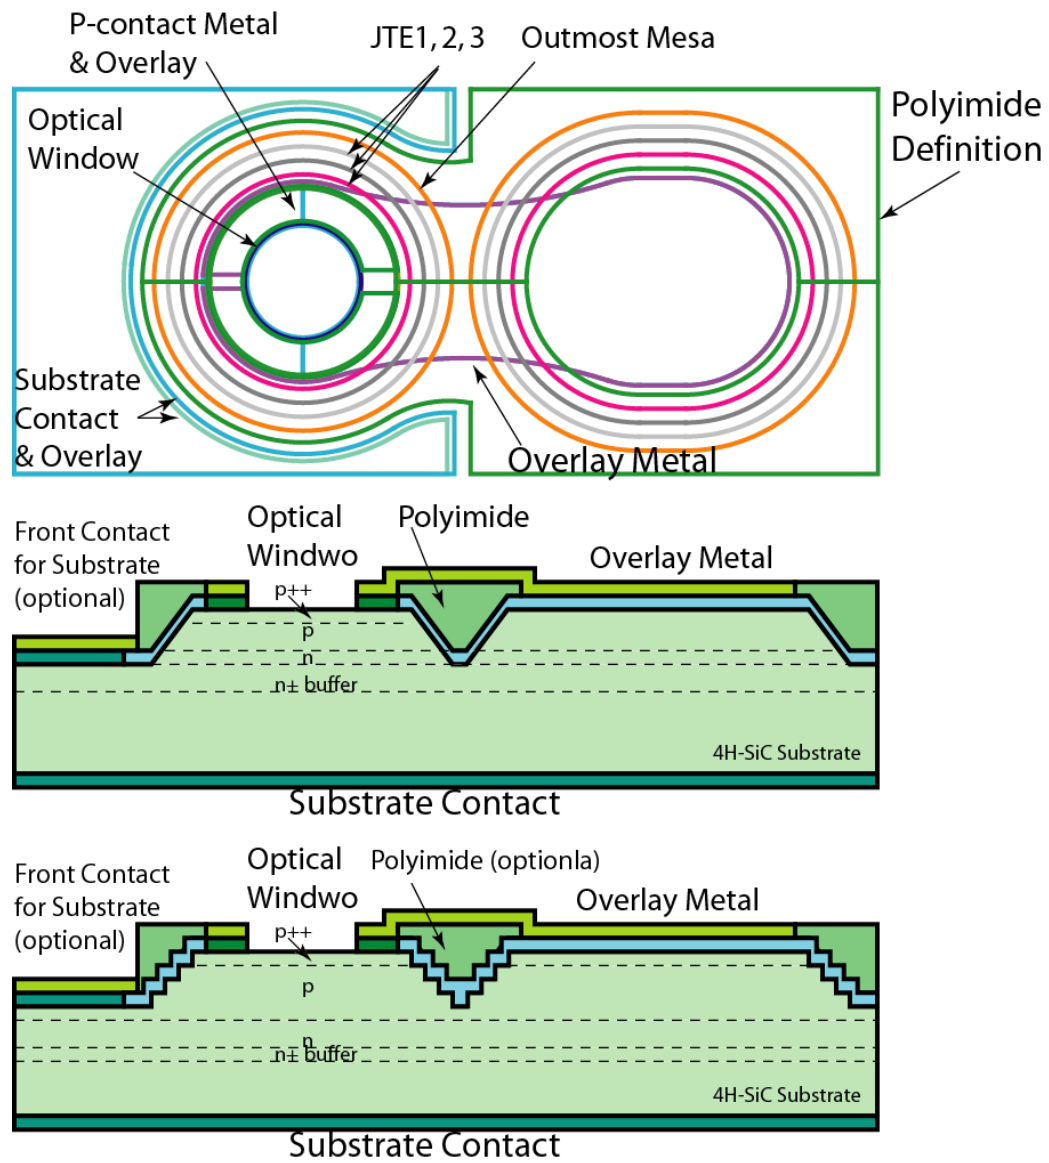 P-contact Metal
& Overlay
JTE1, 2, 3
Outmost Mesa
Optical
Window
Polyimide
Definition
Substrate
Contact
& Overlay
Overlay Metal
Front Contact
for Substrate
(optional)
Optical
Windwo
Polyimide
Overlay Metal
p++
p
n
n± buffer
4H-SiC Substrate
Substrate Contact
Front Contact
for Substrate
(optional)
Optical
Windwo
Polyimide (optionla)
Overlay Metal
p++
p
n
n± buffer
4H-SiC Substrate
Substrate Contact